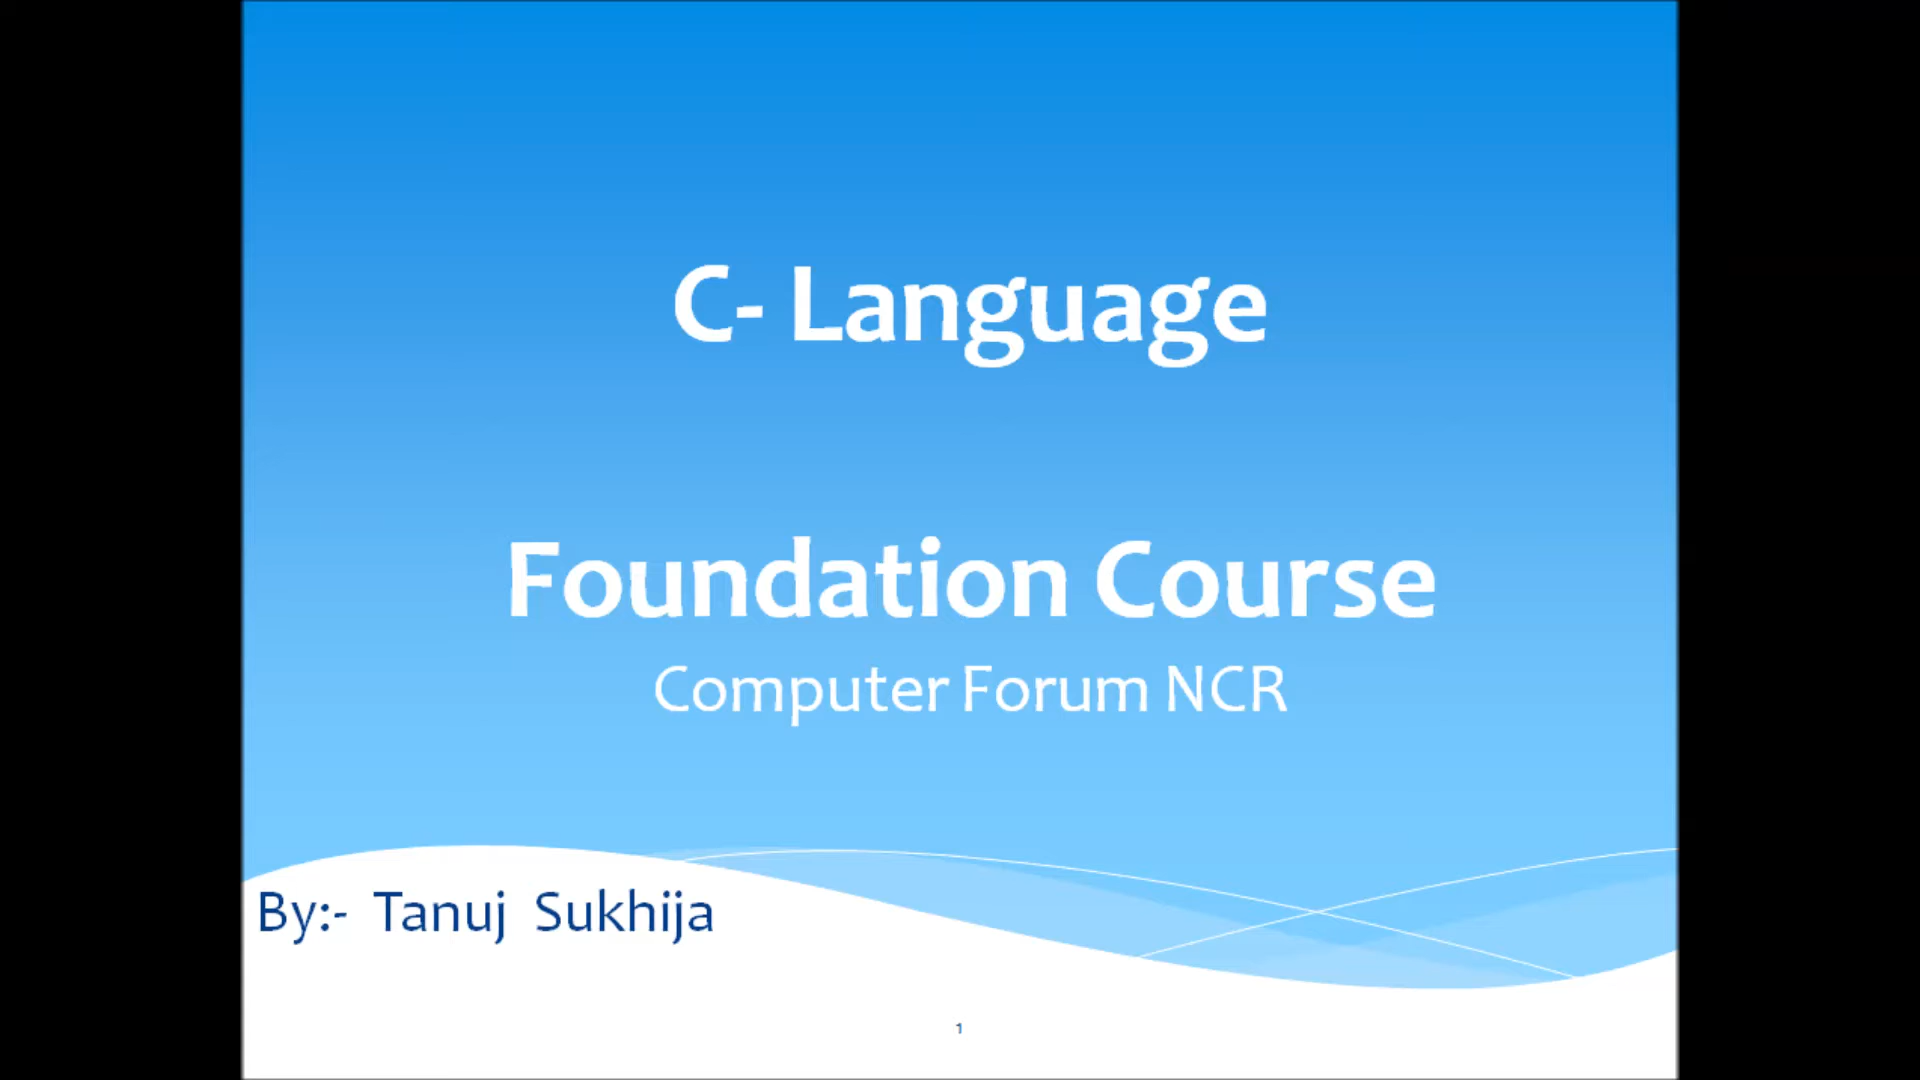 C- Language
Foundation Course
Computer Forum NCR
By:- Tanuj Sukhija
1